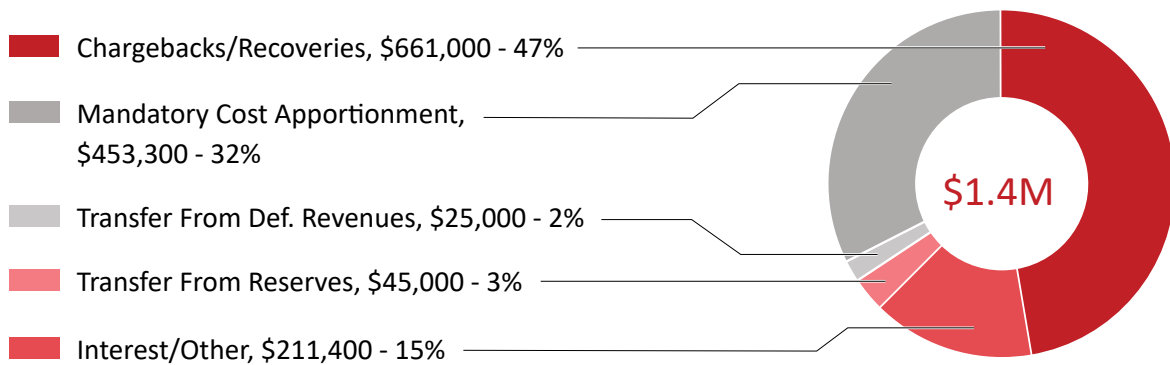 Chargebacks/Recoveries, $661,000 - 47%
Mandatory Cost Apportionment,
$453,300 - 32%
Transfer From Def. Revenues, $25,000 - 2%
Transfer From Reserves, $45,000 - 3%
Interest/Other, $211,400 - 15%
$1.4M